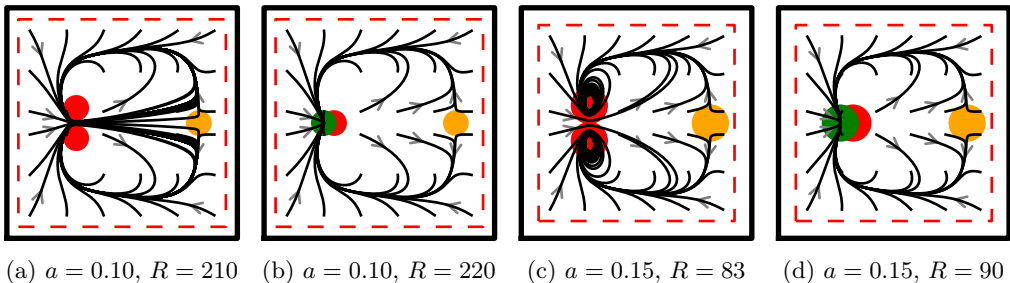 (a) a = 0.10, R = 210
(b) a = 0.10, R = 220
(c) a = 0.15, R = 83
(d) a = 0.15, R = 90